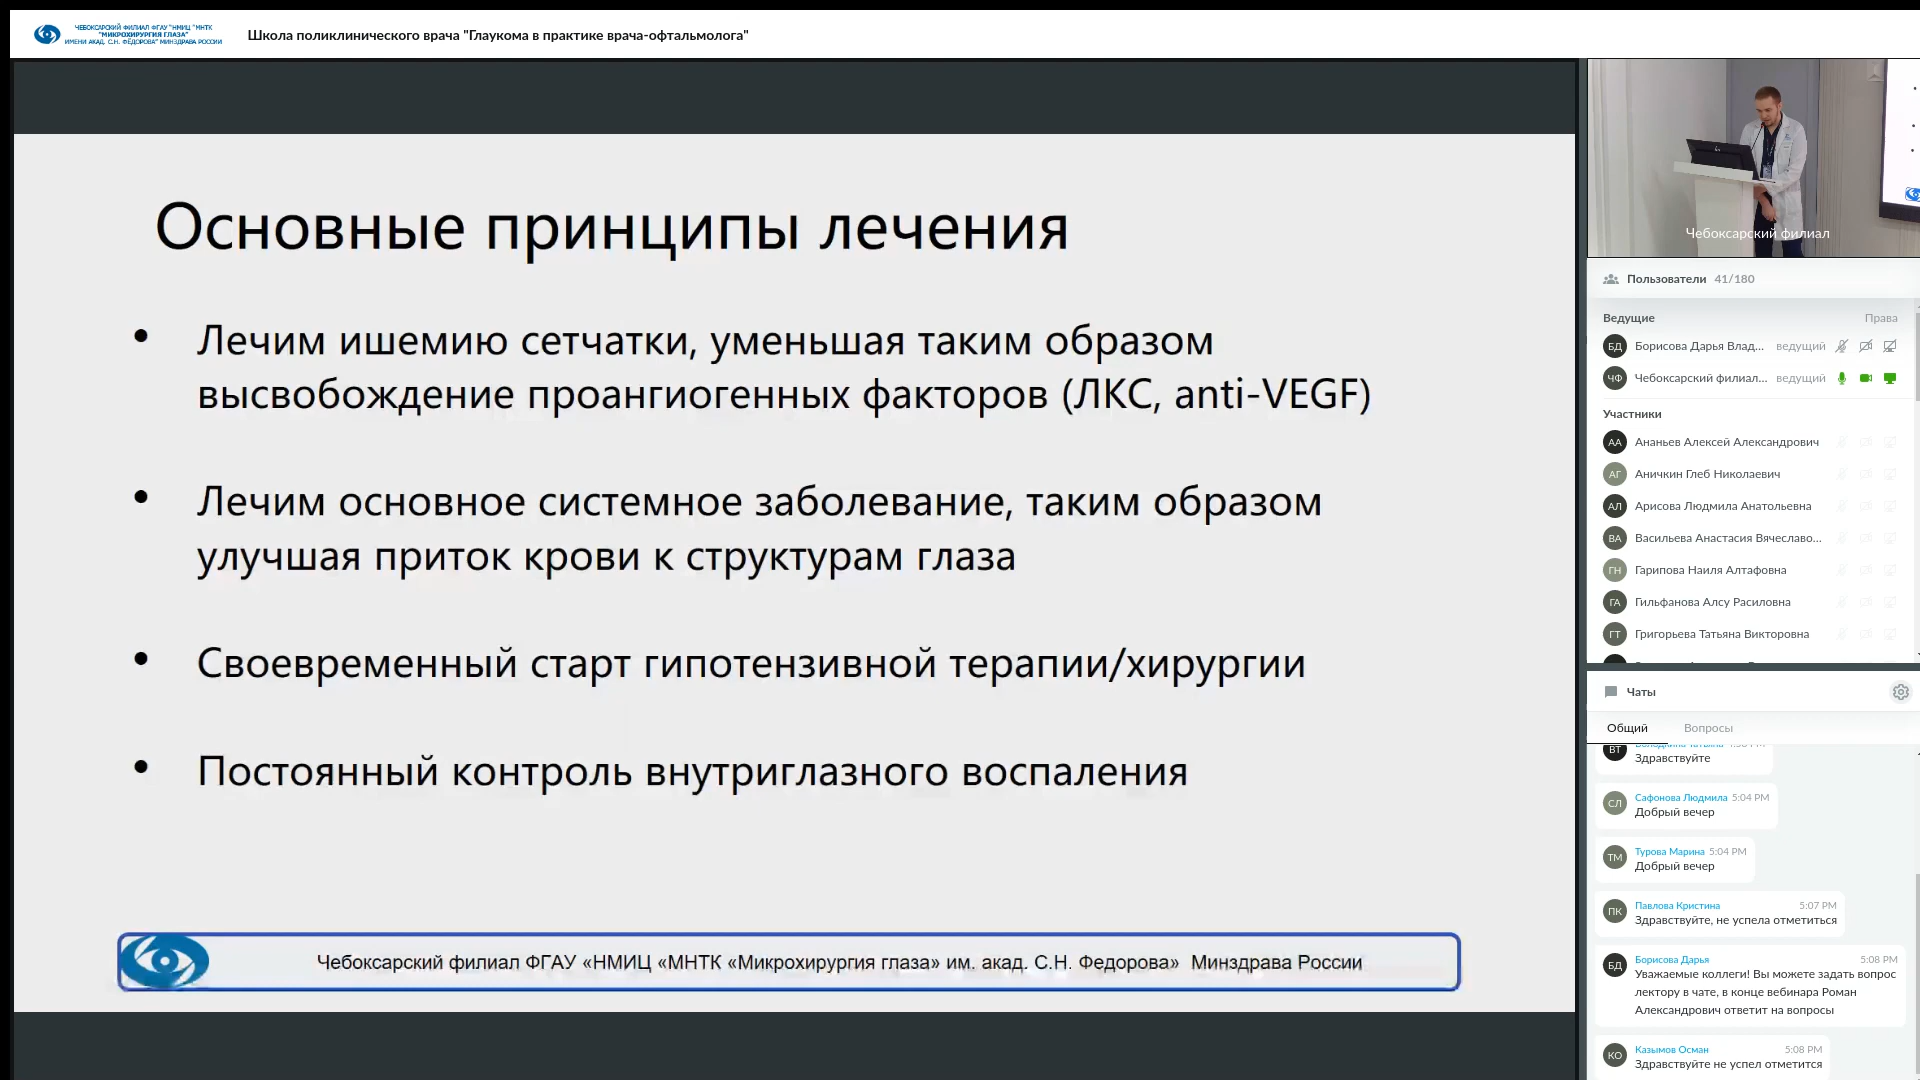 ЧЕБОКСАРСКИЙ ФИЛИАЛ ФГАУ "НМИЦ "МНТК
"МИКРОХИРУРГИЯ ГЛАЗА"
ИМЕНИ АКАД. С.Н. ФЁДОРОВА" МИНЗДРАВА РОССИИ
Школа поликлинического врача "Глаукома в практике врача-офтальмолога"
Основные принципы лечения
• Лечим ишемию сетчатки, уменьшая таким образом
высвобождение проангиогенных факторов (ЛКС, anti-VEGF)
• Лечим основное системное заболевание, таким образом
улучшая приток крови к структурам глаза
• Своевременный старт гипотензивной терапии/хирургии
• Постоянный контроль внутриглазного воспаления
Чебоксарский филиал ФГАУ «НМИЦ «МНТК «Микрохирургия глаза» им. акад. С.Н. Федорова» Минздрава России
Чебоксарский филиал
Пользователи 41/180
Ведущие Права
БД Борисова Дарья Влад... ведущий
ЧФ Чебоксарский филиал... ведущий
Участники
АА Ананьев Алексей Александрович
АГ Аничкин Глеб Николаевич
АЛ Арисова Людмила Анатольевна
ВА Васильева Анастасия Вячеславо...
ГН Гарипова Наиля Алтафовна
ГА Гильфанова Алсу Расиловна
ГТ Григорьева Татьяна Викторовна
Чаты
Общий Вопросы
ВТ
Здравствуйте
СЛ Сафонова Людмила 5:04 PM
Добрый вечер
ТМ Турова Марина 5:04 PM
Добрый вечер
ПК Павлова Кристина 5:07 PM
Здравствуйте, не успела отметиться
БД Борисова Дарья 5:08 PM
Уважаемые коллеги! Вы можете задать вопрос
лектору в чате, в конце вебинара Роман
Александрович ответит на вопросы
КО Казымов Осман 5:08 PM
Здравствуйте не успел отметится